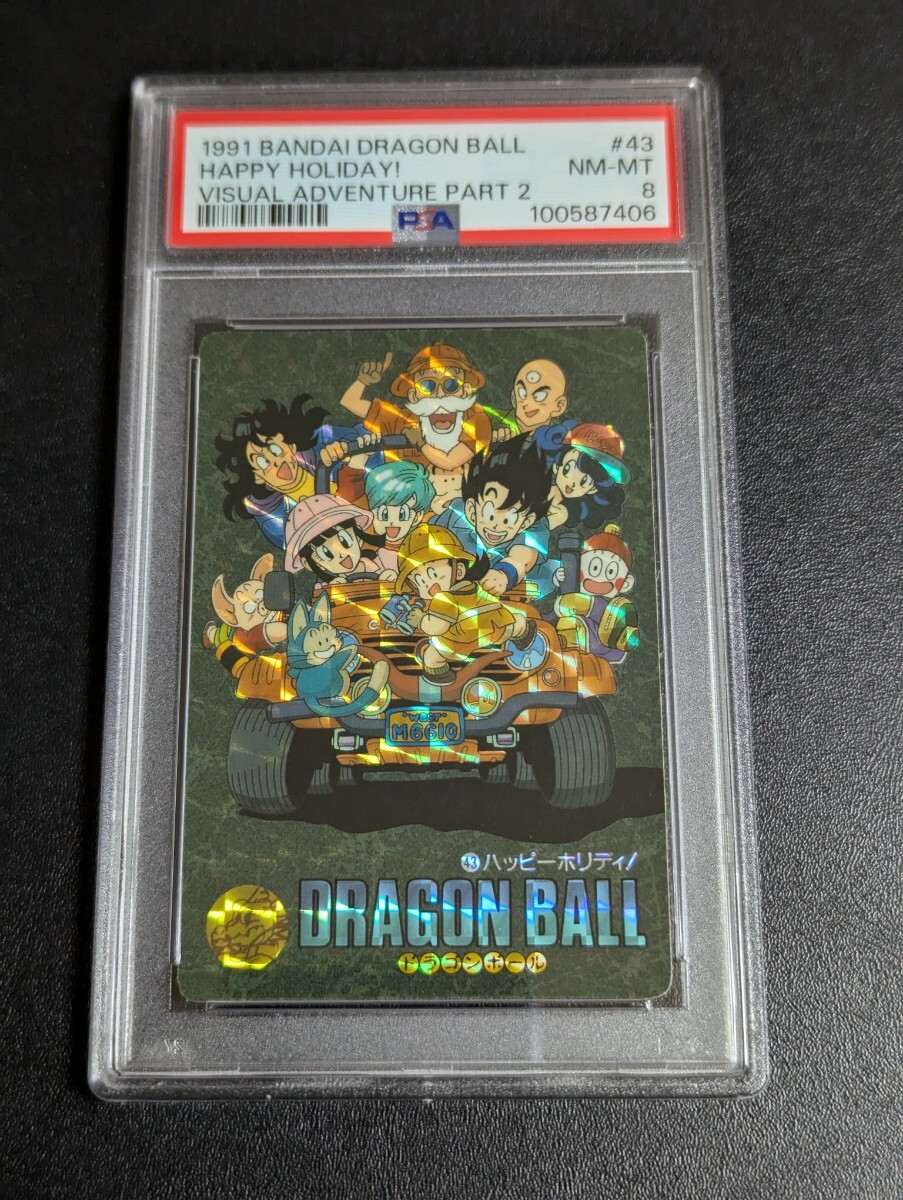 1991 BANDAI DRAGON BALL #43
HAPPY HOLIDAY! NM-MT
VISUAL ADVENTURE PART 2 8
PSA 100587406
"WEST"
M6610
43 ハッピーホリディ!
DRAGON BALL
ドラゴンボール